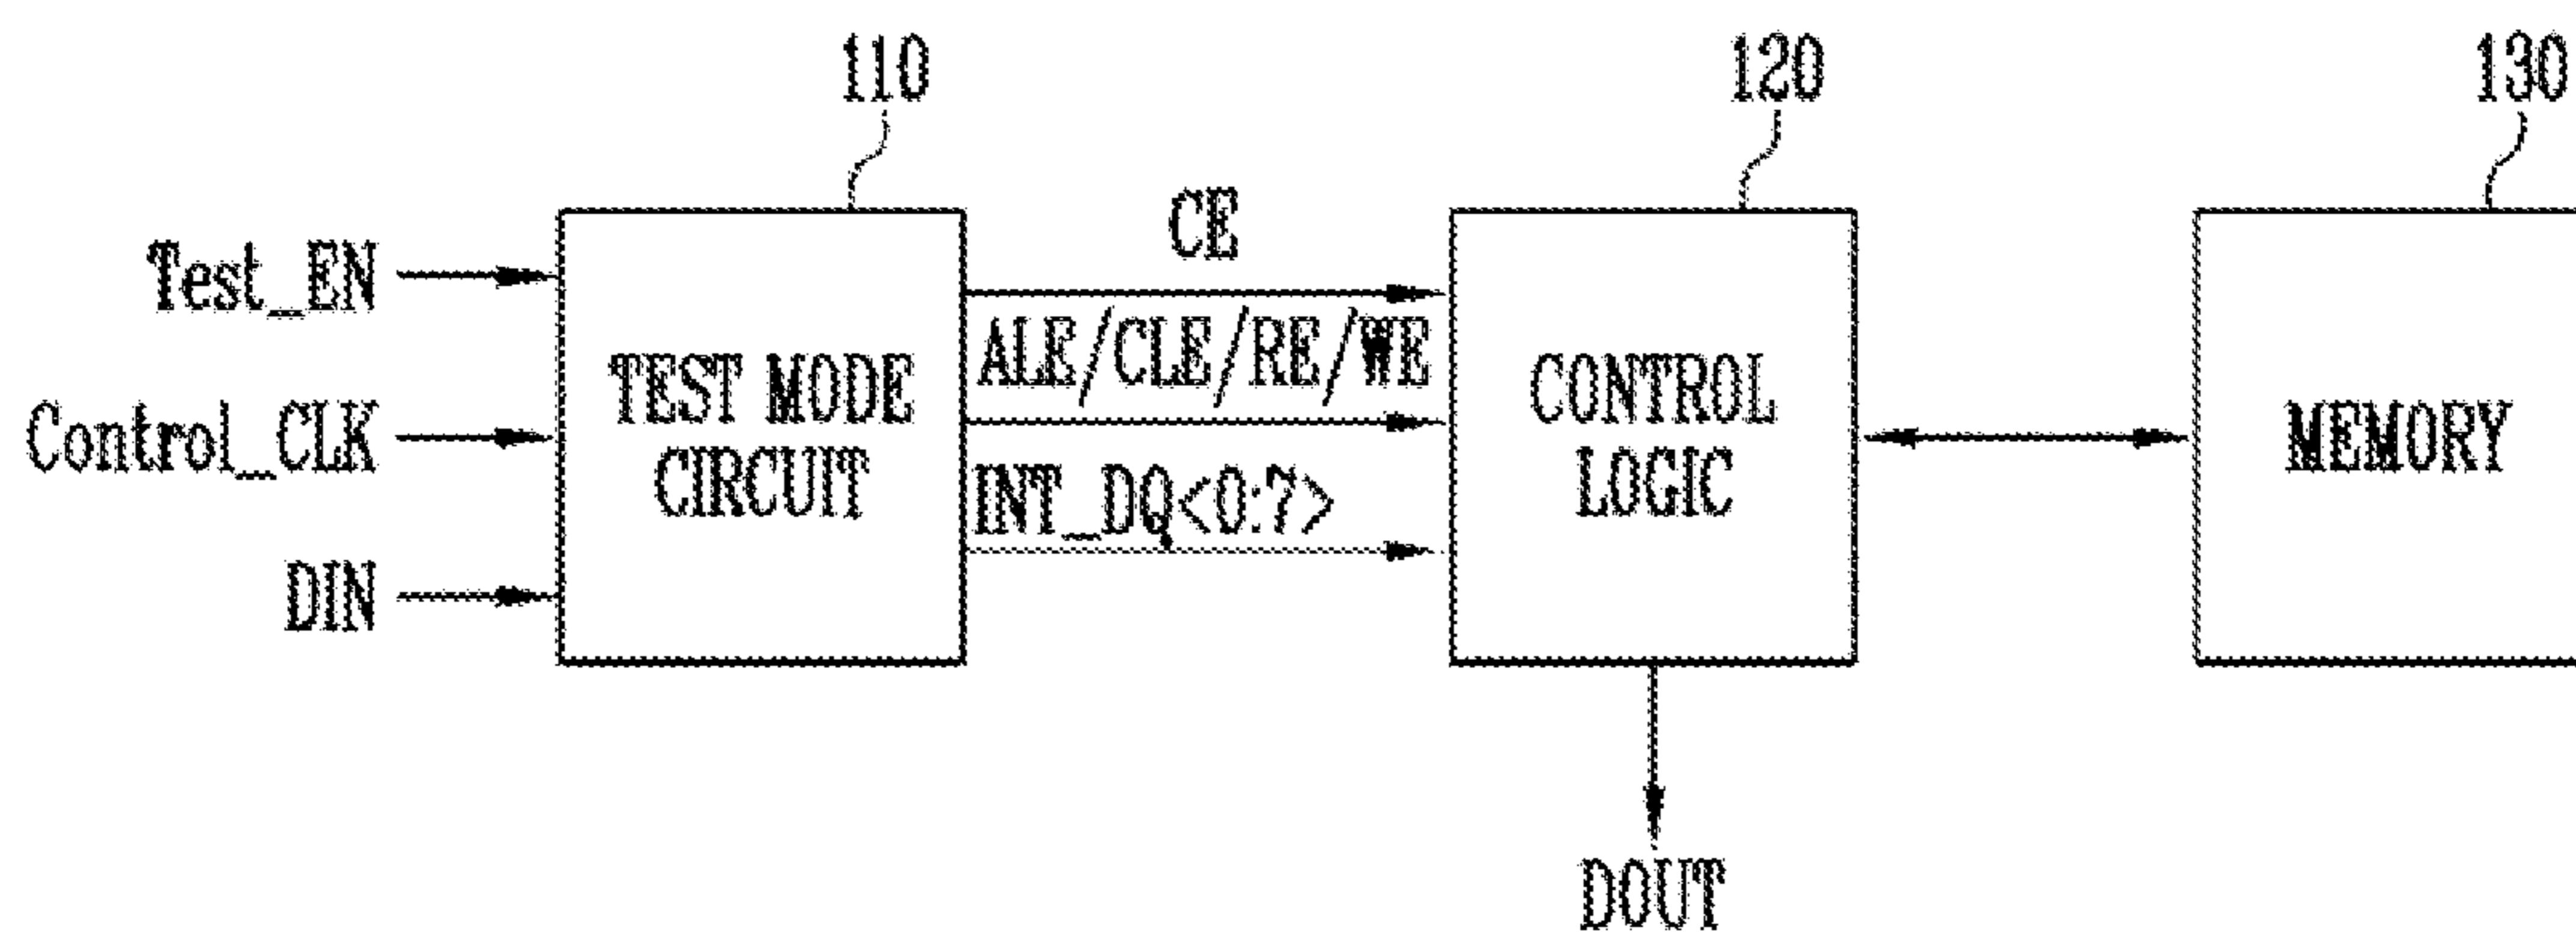 110
120
130
CE
Test_EN
ALE/CLE/RE/WE
TEST MODE
CIRCUIT
CONTROL
LOGIC
MEMORY
Control_CLK
INT_DQ<0:7>
DIN
DOUT